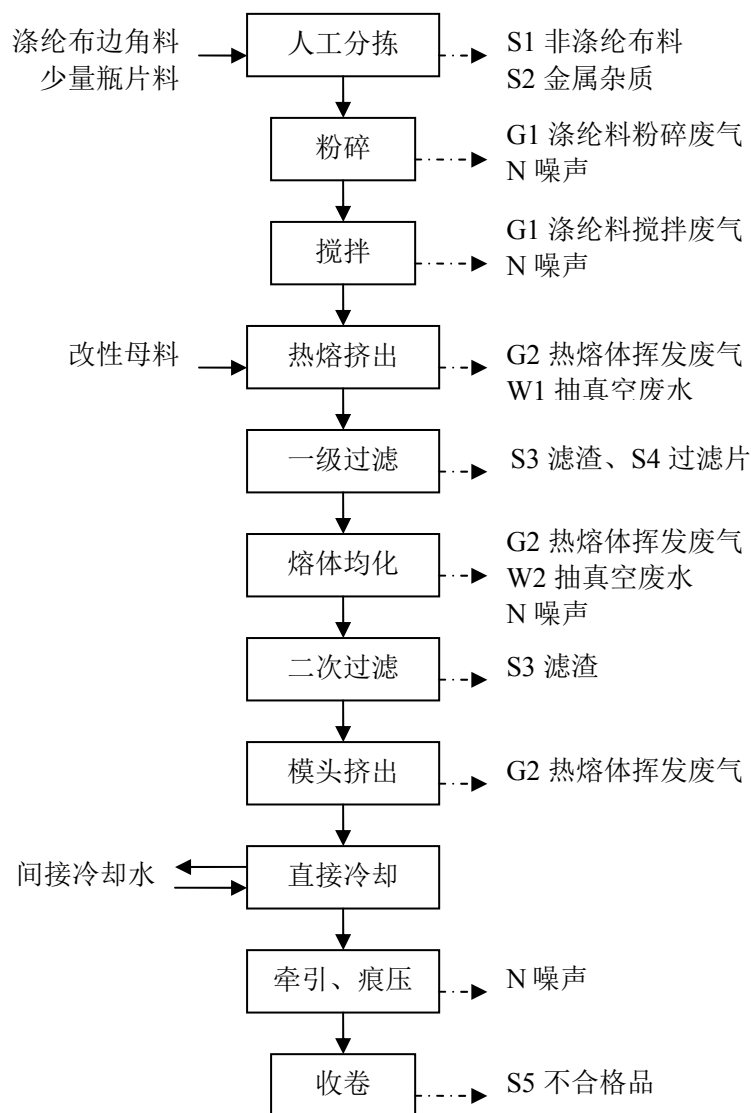 涤纶布边角料
少量瓶片料
人工分拣
S1 非涤纶布料
S2 金属杂质
粉碎
G1 涤纶料粉碎废气
N 噪声
搅拌
G1 涤纶料搅拌废气
N 噪声
改性母料
热熔挤出
G2 热熔体挥发废气
W1 抽真空废水
一级过滤
S3 滤渣、S4 过滤片
熔体均化
G2 热熔体挥发废气
W2 抽真空废水
N 噪声
二次过滤
S3 滤渣
模头挤出
G2 热熔体挥发废气
间接冷却水
直接冷却
牵引、痕压
N 噪声
收卷
S5 不合格品